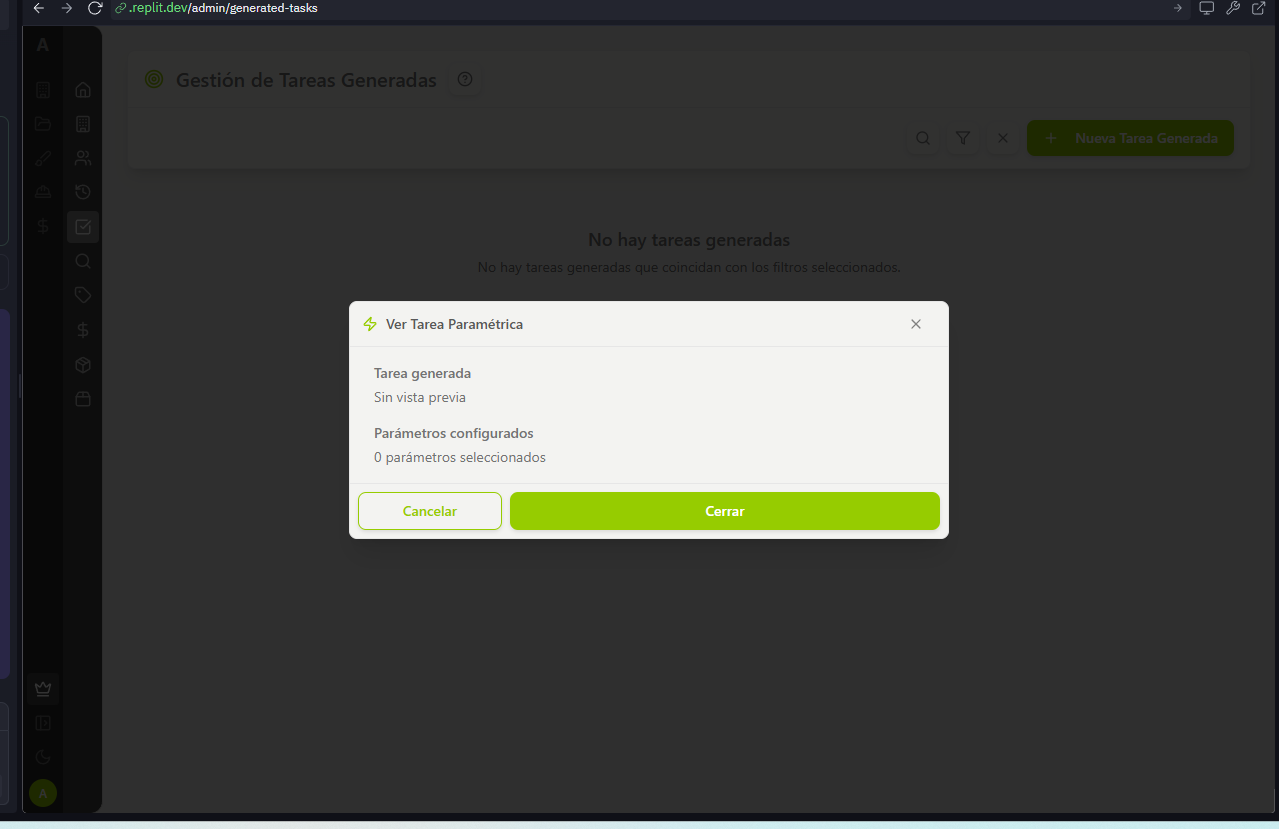 .replit.dev/admin/generated-tasks
A
Gestión de Tareas Generadas
Nueva Tarea Generada
No hay tareas generadas
No hay tareas generadas que coincidan con los filtros seleccionados.
Ver Tarea Paramétrica
Tarea generada
Sin vista previa
Parámetros configurados
0 parámetros seleccionados
Cancelar
Cerrar
A